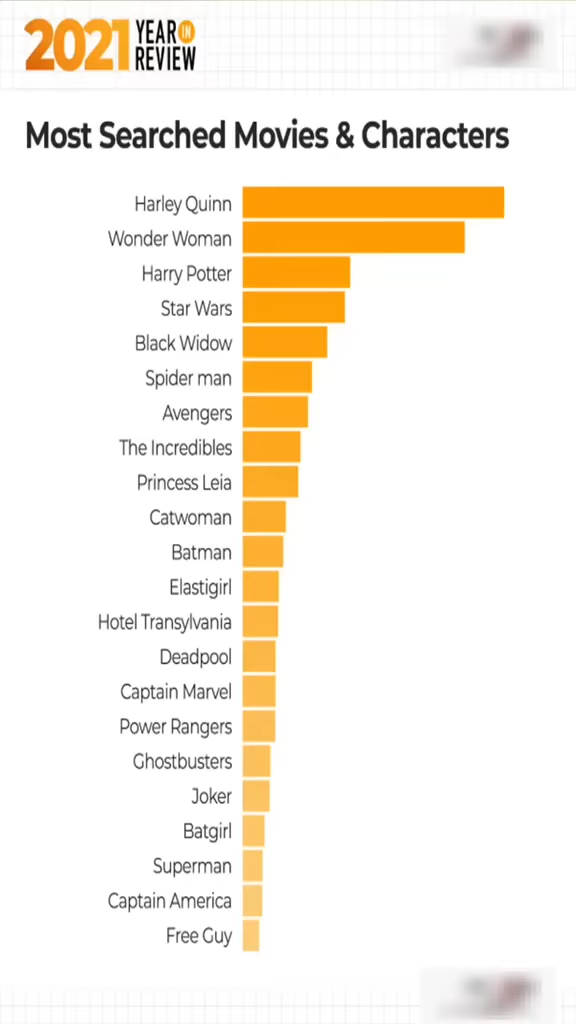 2021 YEAR IN
REVIEW
Most Searched Movies & Characters
Harley Quinn
Wonder Woman
Harry Potter
Star Wars
Black Widow
Spider man
Avengers
The Incredibles
Princess Leia
Catwoman
Batman
Elastigirl
Hotel Transylvania
Deadpool
Captain Marvel
Power Rangers
Ghostbusters
Joker
Batgirl
Superman
Captain America
Free Guy